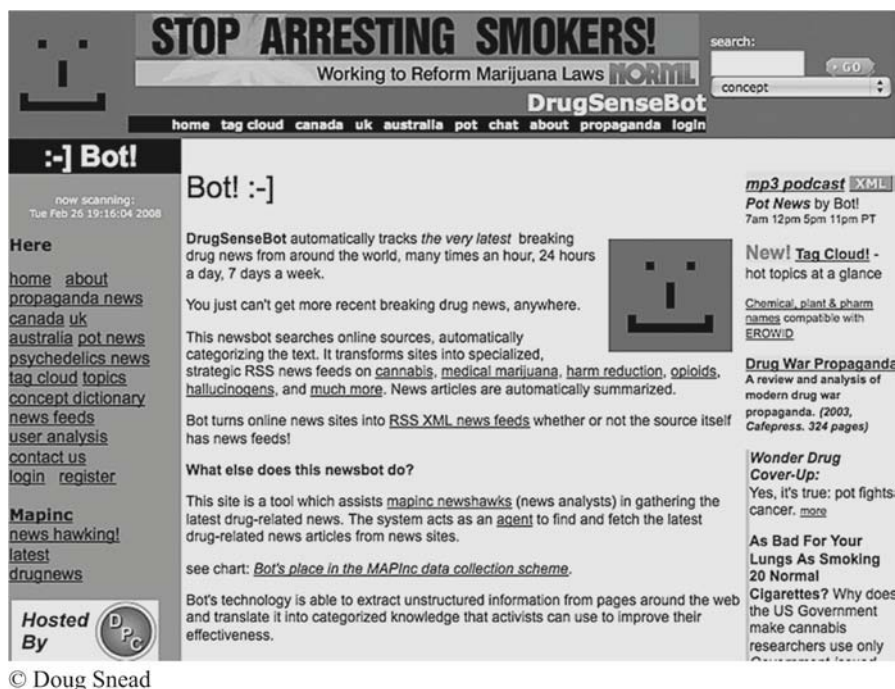 STOP ARRESTING SMOKERS!
Working to Reform Marijuana Laws NORML
search:
GO
concept
DrugSenseBot
home tag cloud canada uk australia pot chat about propaganda login
:-] Bot!
now scanning:
Tue Feb 26 19:16:04 2008
Here
home about
propaganda news
canada uk
australia pot news
psychedelics news
tag cloud topics
concept dictionary
news feeds
user analysis
contact us
login register
Mapinc
news hawking!
latest
drugnews
Hosted
By
DPC
Bot! :-]
DrugSenseBot automatically tracks the very latest breaking
drug news from around the world, many times an hour, 24 hours
a day, 7 days a week.
You just can't get more recent breaking drug news, anywhere.
This newsbot searches online sources, automatically
categorizing the text. It transforms sites into specialized,
strategic RSS news feeds on cannabis, medical marijuana, harm reduction, opioids,
hallucinogens, and much more. News articles are automatically summarized.
Bot turns online news sites into RSS XML news feeds whether or not the source itself
has news feeds!
What else does this newsbot do?
This site is a tool which assists mapinc newshawks (news analysts) in gathering the
latest drug-related news. The system acts as an agent to find and fetch the latest
drug-related news articles from news sites.
see chart: Bot's place in the MAPInc data collection scheme.
Bot's technology is able to extract unstructured information from pages around the web
and translate it into categorized knowledge that activists can use to improve their
effectiveness.
mp3 podcast XML
Pot News by Bot!
7am 12pm 5pm 11pm PT
New! Tag Cloud! -
hot topics at a glance
Chemical, plant & pharm
names compatible with
EROWID
Drug War Propaganda
A review and analysis of
modern drug war
propaganda. (2003,
Cafepress. 324 pages)
Wonder Drug
Cover-Up:
Yes, it's true: pot fights
cancer. more
As Bad For Your
Lungs As Smoking
20 Normal
Cigarettes? Why does
the US Government
make cannabis
researchers use only
© Doug Snead